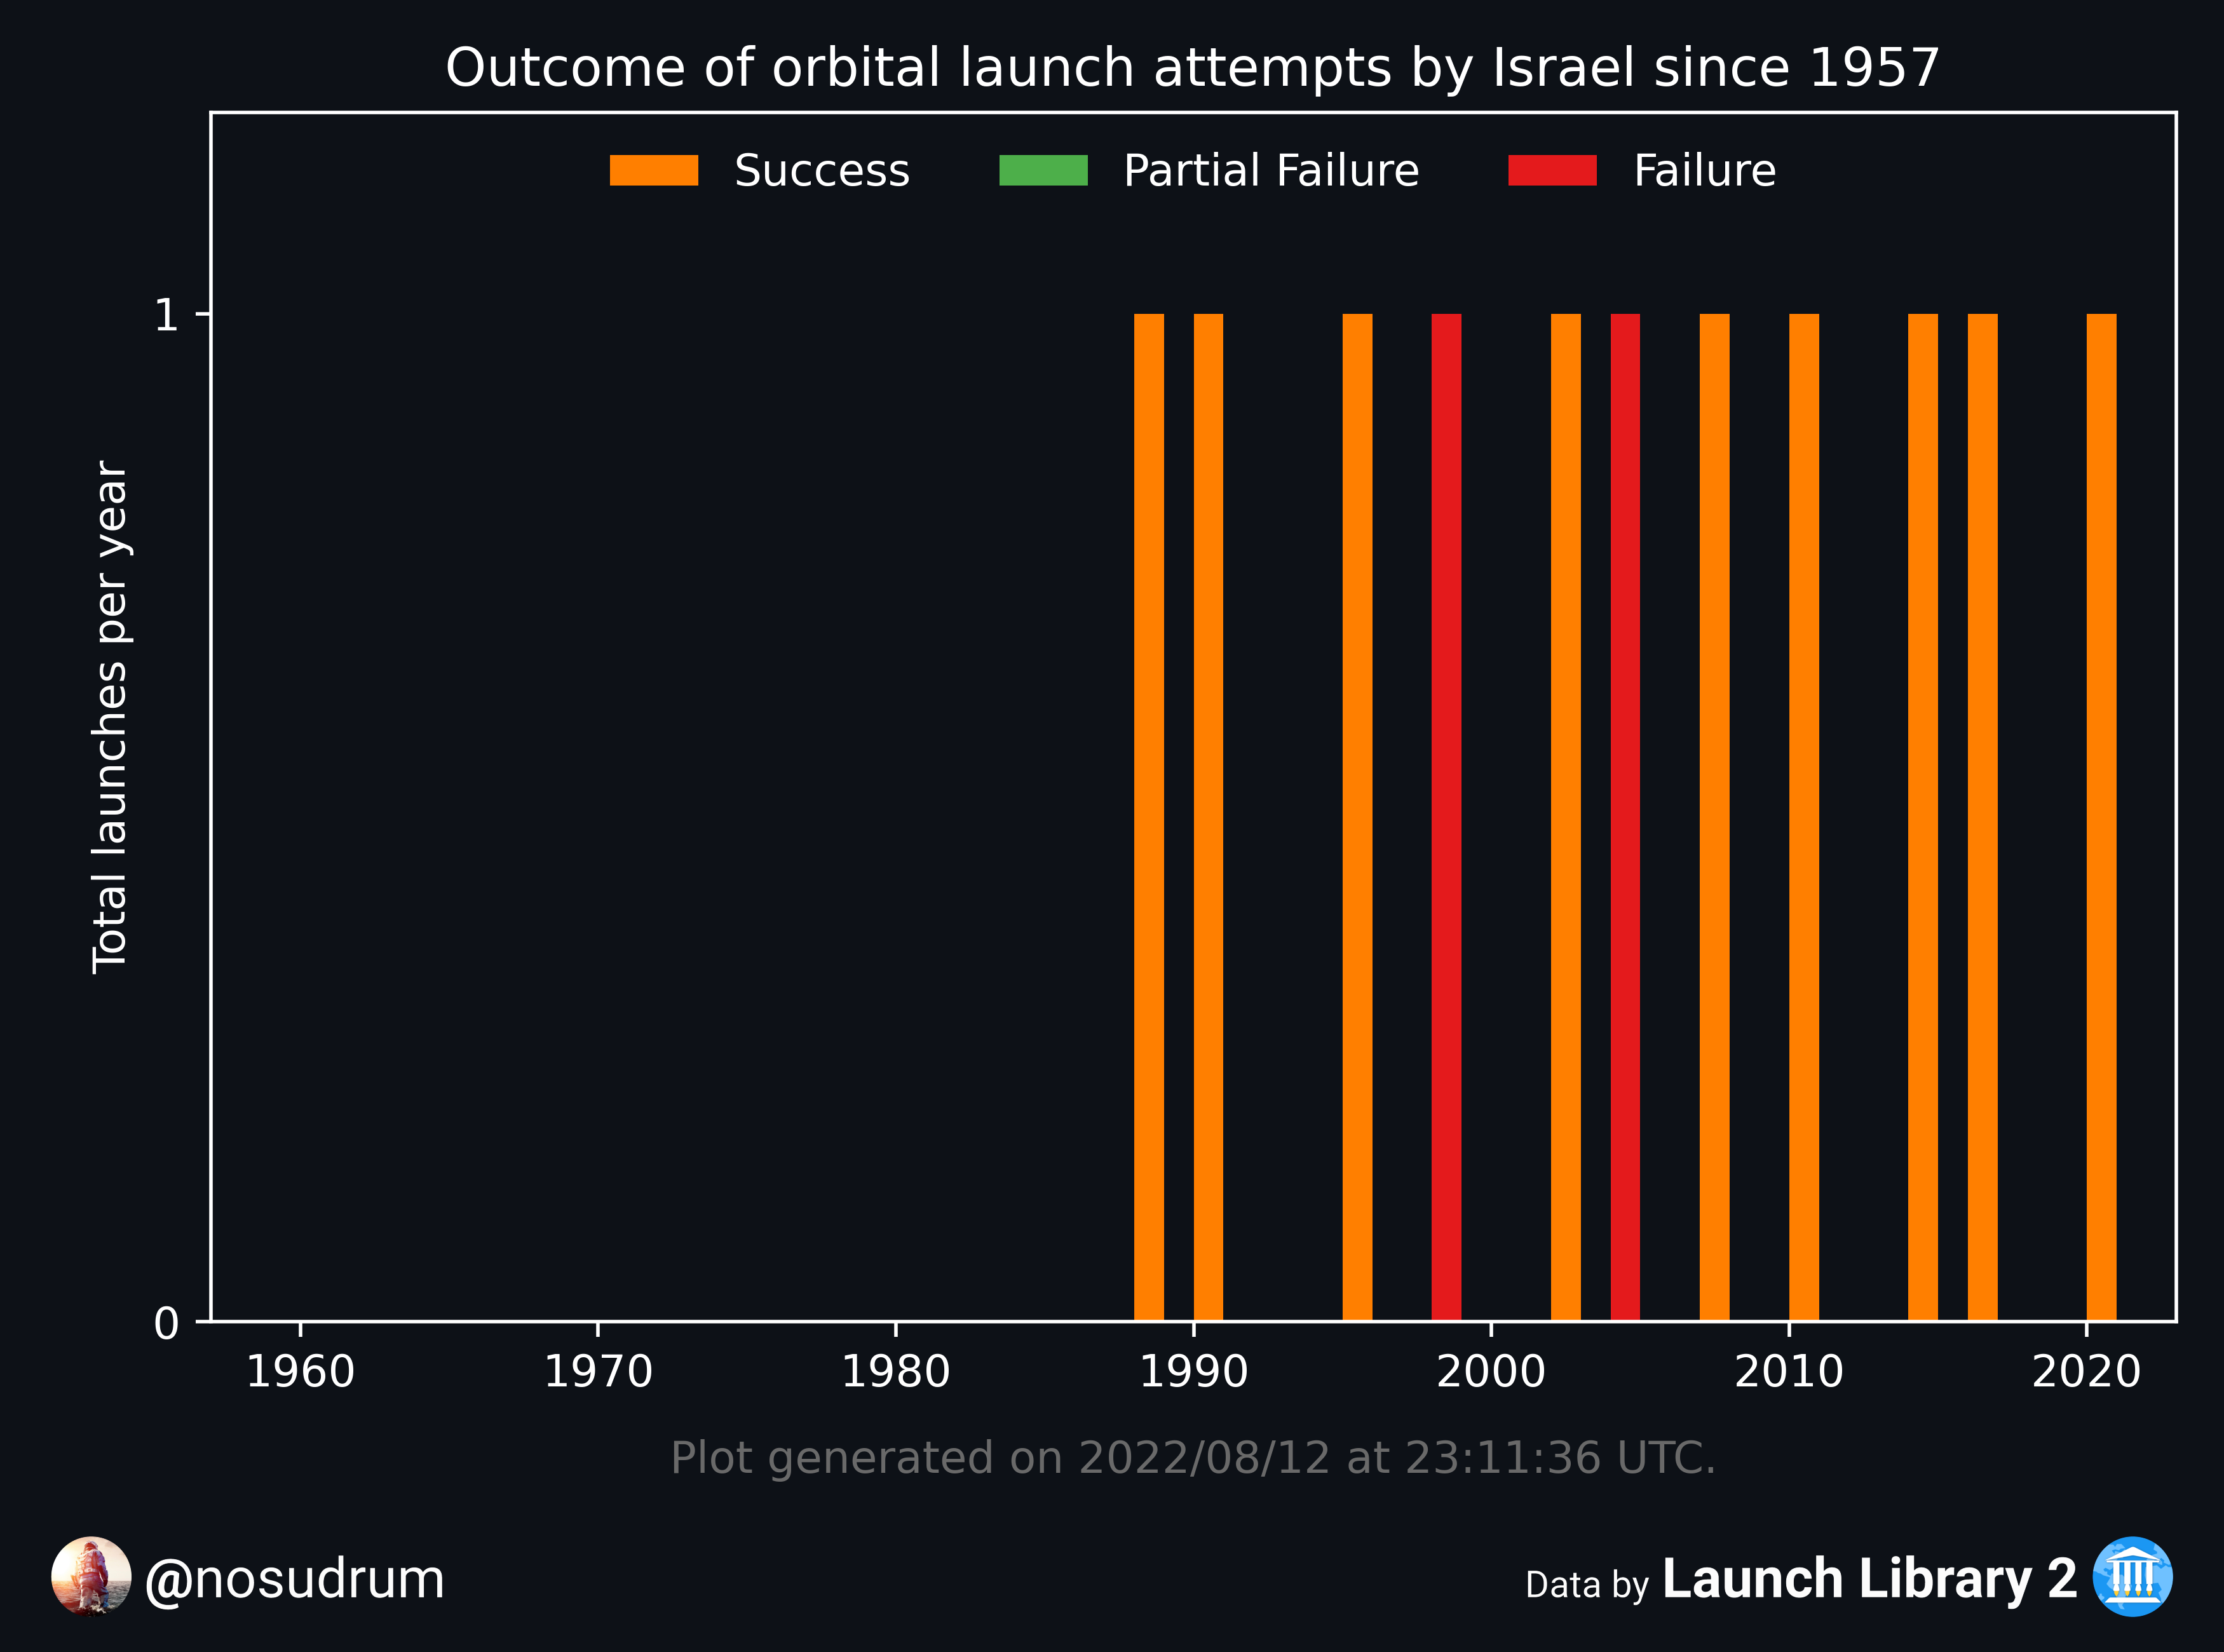 Outcome of orbital launch attempts by Israel since 1957
Success Partial Failure Failure
1
Total launches per year
0
1960 1970 1980 1990 2000 2010 2020
Plot generated on 2022/08/12 at 23:11:36 UTC.
@nosudrum
Data by Launch Library 2